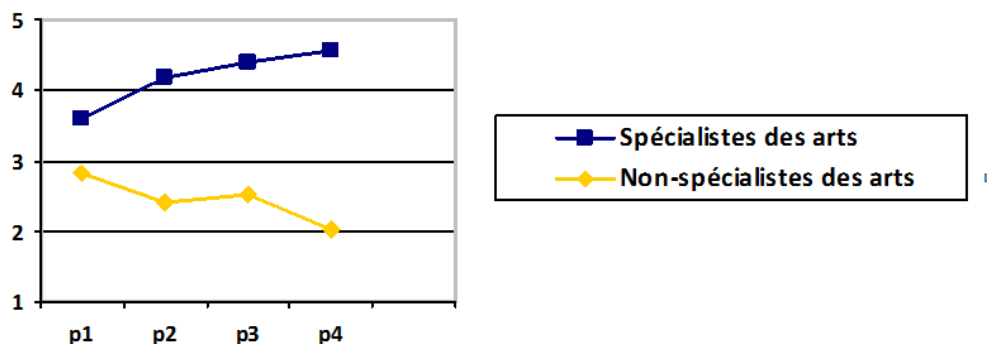 5
4
3
2
1
p1 p2 p3 p4
Spécialistes des arts
Non-spécialistes des arts